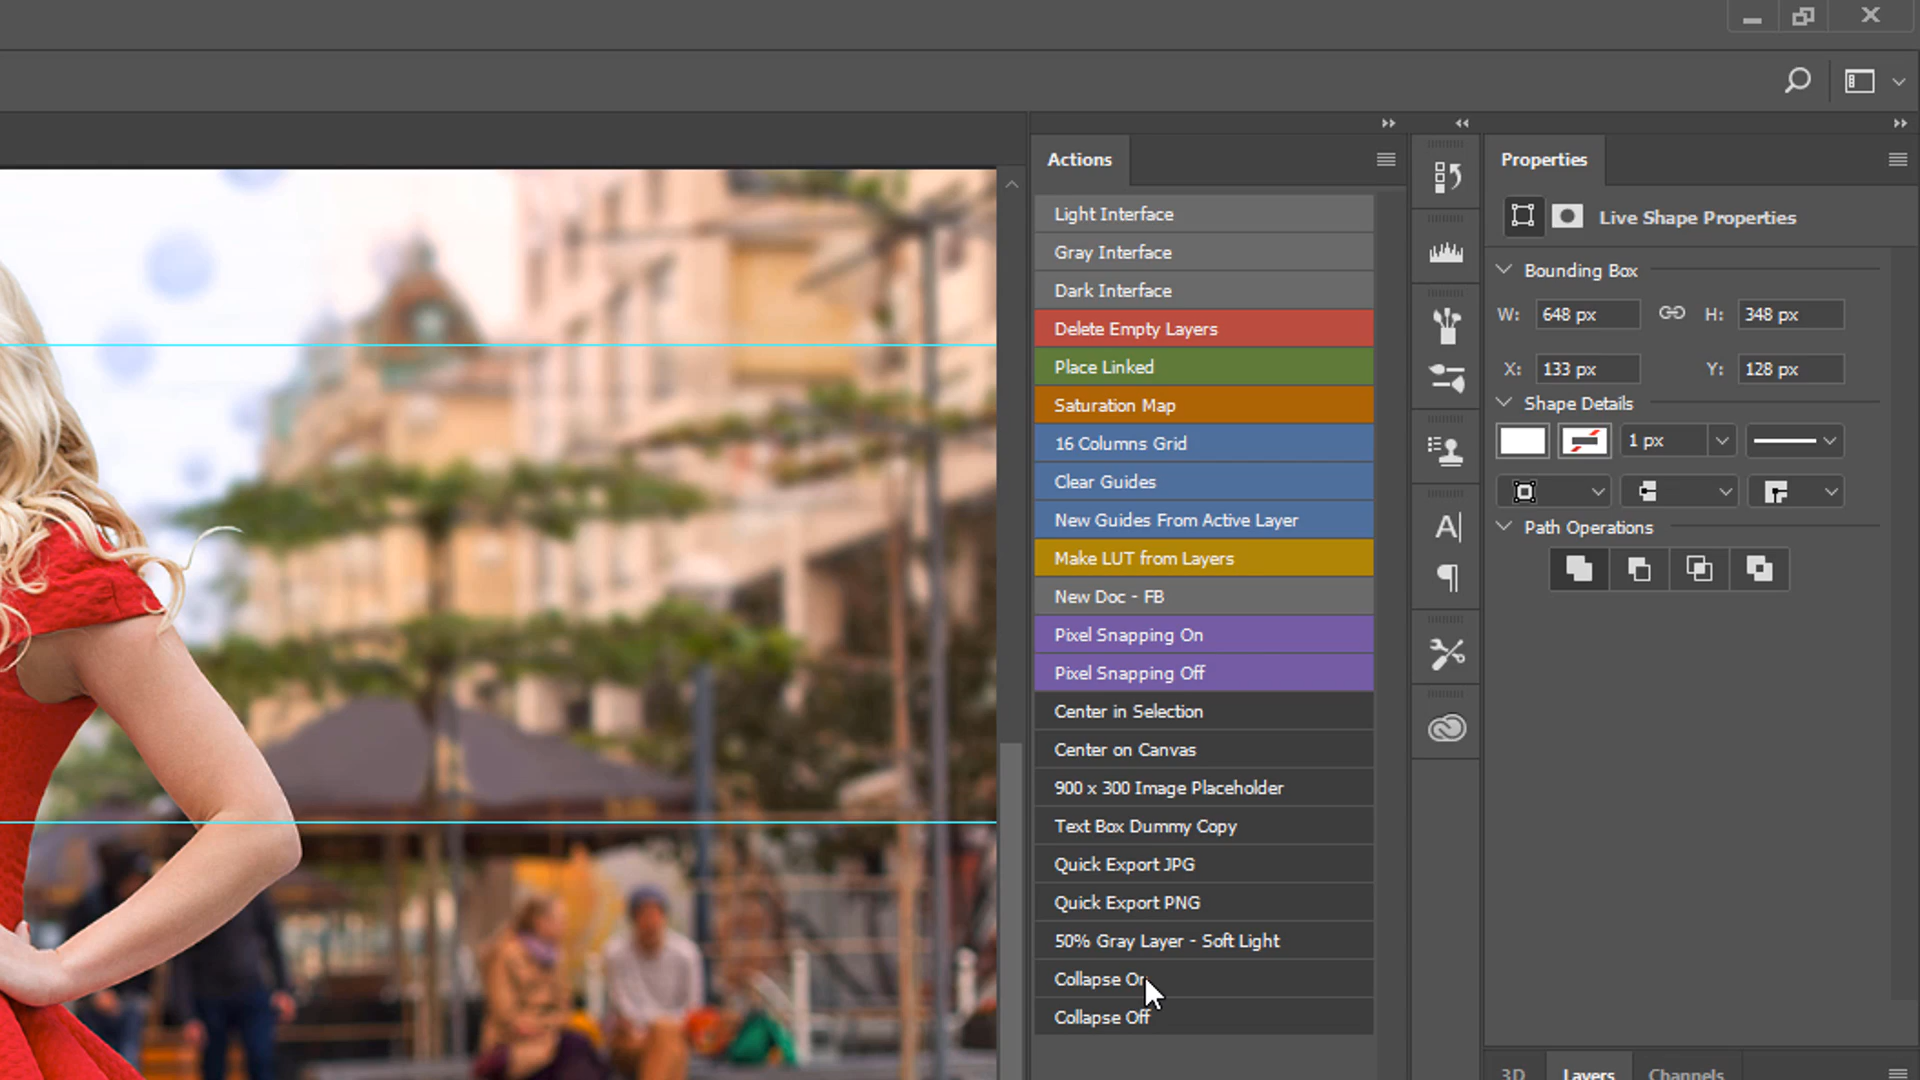 Actions
Light Interface
Gray Interface
Dark Interface
Delete Empty Layers
Place Linked
Saturation Map
16 Columns Grid
Clear Guides
New Guides From Active Layer
Make LUT from Layers
New Doc - FB
Pixel Snapping On
Pixel Snapping Off
Center in Selection
Center on Canvas
900 x 300 Image Placeholder
Text Box Dummy Copy
Quick Export JPG
Quick Export PNG
50% Gray Layer - Soft Light
Collapse On
Collapse Off
Properties
Live Shape Properties
Bounding Box
W: 648 px H: 348 px
X: 133 px Y: 128 px
Shape Details
1 px
Path Operations
3D Layers Channels